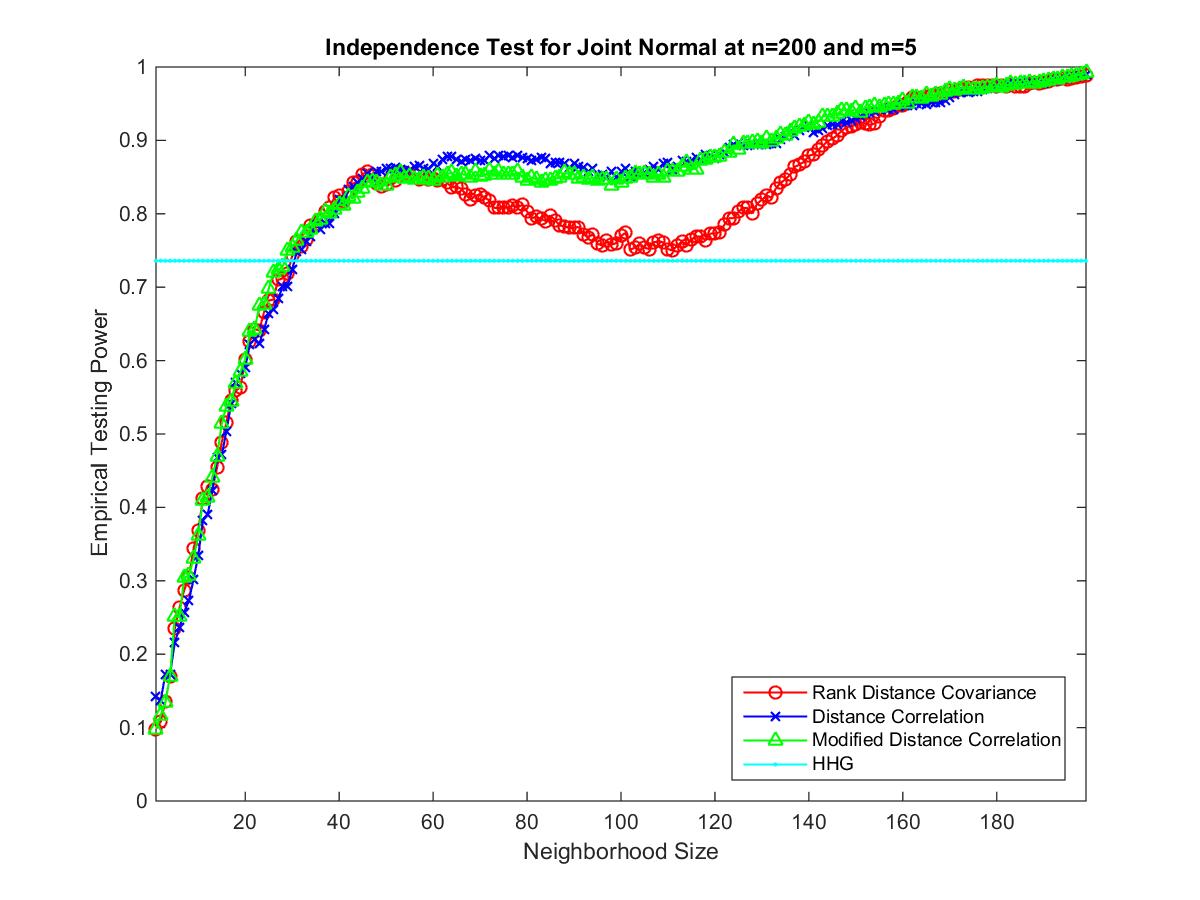 Independence Test for Joint Normal at n=200 and m=5
1
0.9
0.8
0.7
0.6
0.5
0.4
0.3
0.2
0.1
0
Empirical Testing Power
Rank Distance Covariance
Distance Correlation
Modified Distance Correlation
HHG
20 40 60 80 100 120 140 160 180
Neighborhood Size